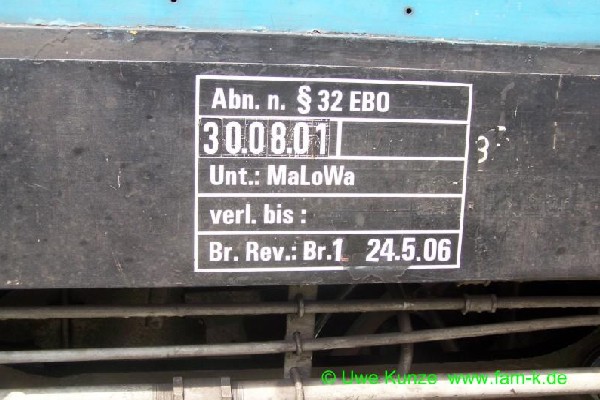 Abn. n. § 32 EBO
30.08.01
Unt.: MaLoWa
verl. bis :
Br. Rev.: Br.1 24.5.06
3
© Uwe Kunze www.fam-k.de